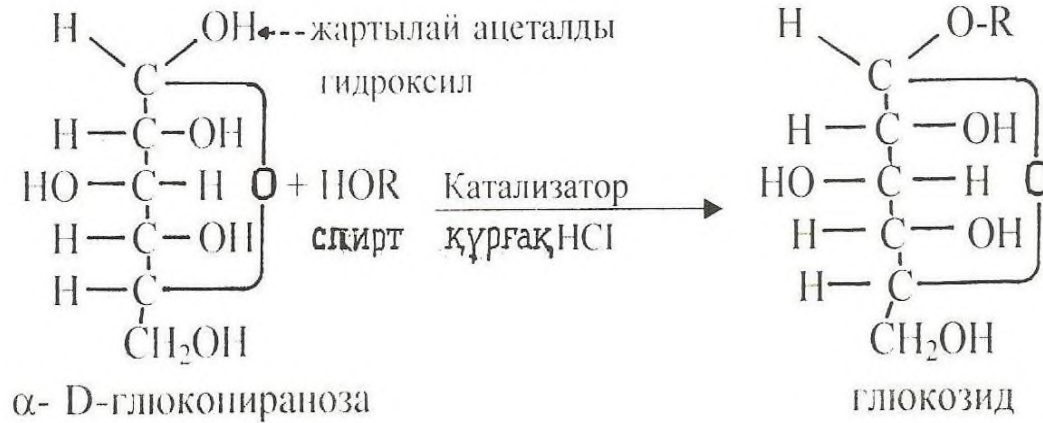 H OH ---жартылай ацеталды H O-R
C гидроксил C
H C OH H C OH
HO C H O + HOR Катализатор HO C H O
H C OH спирт құрғақ HCl H C OH
H C H C
CH₂OH CH₂OH
α- D-глюкопираноза глюкозид